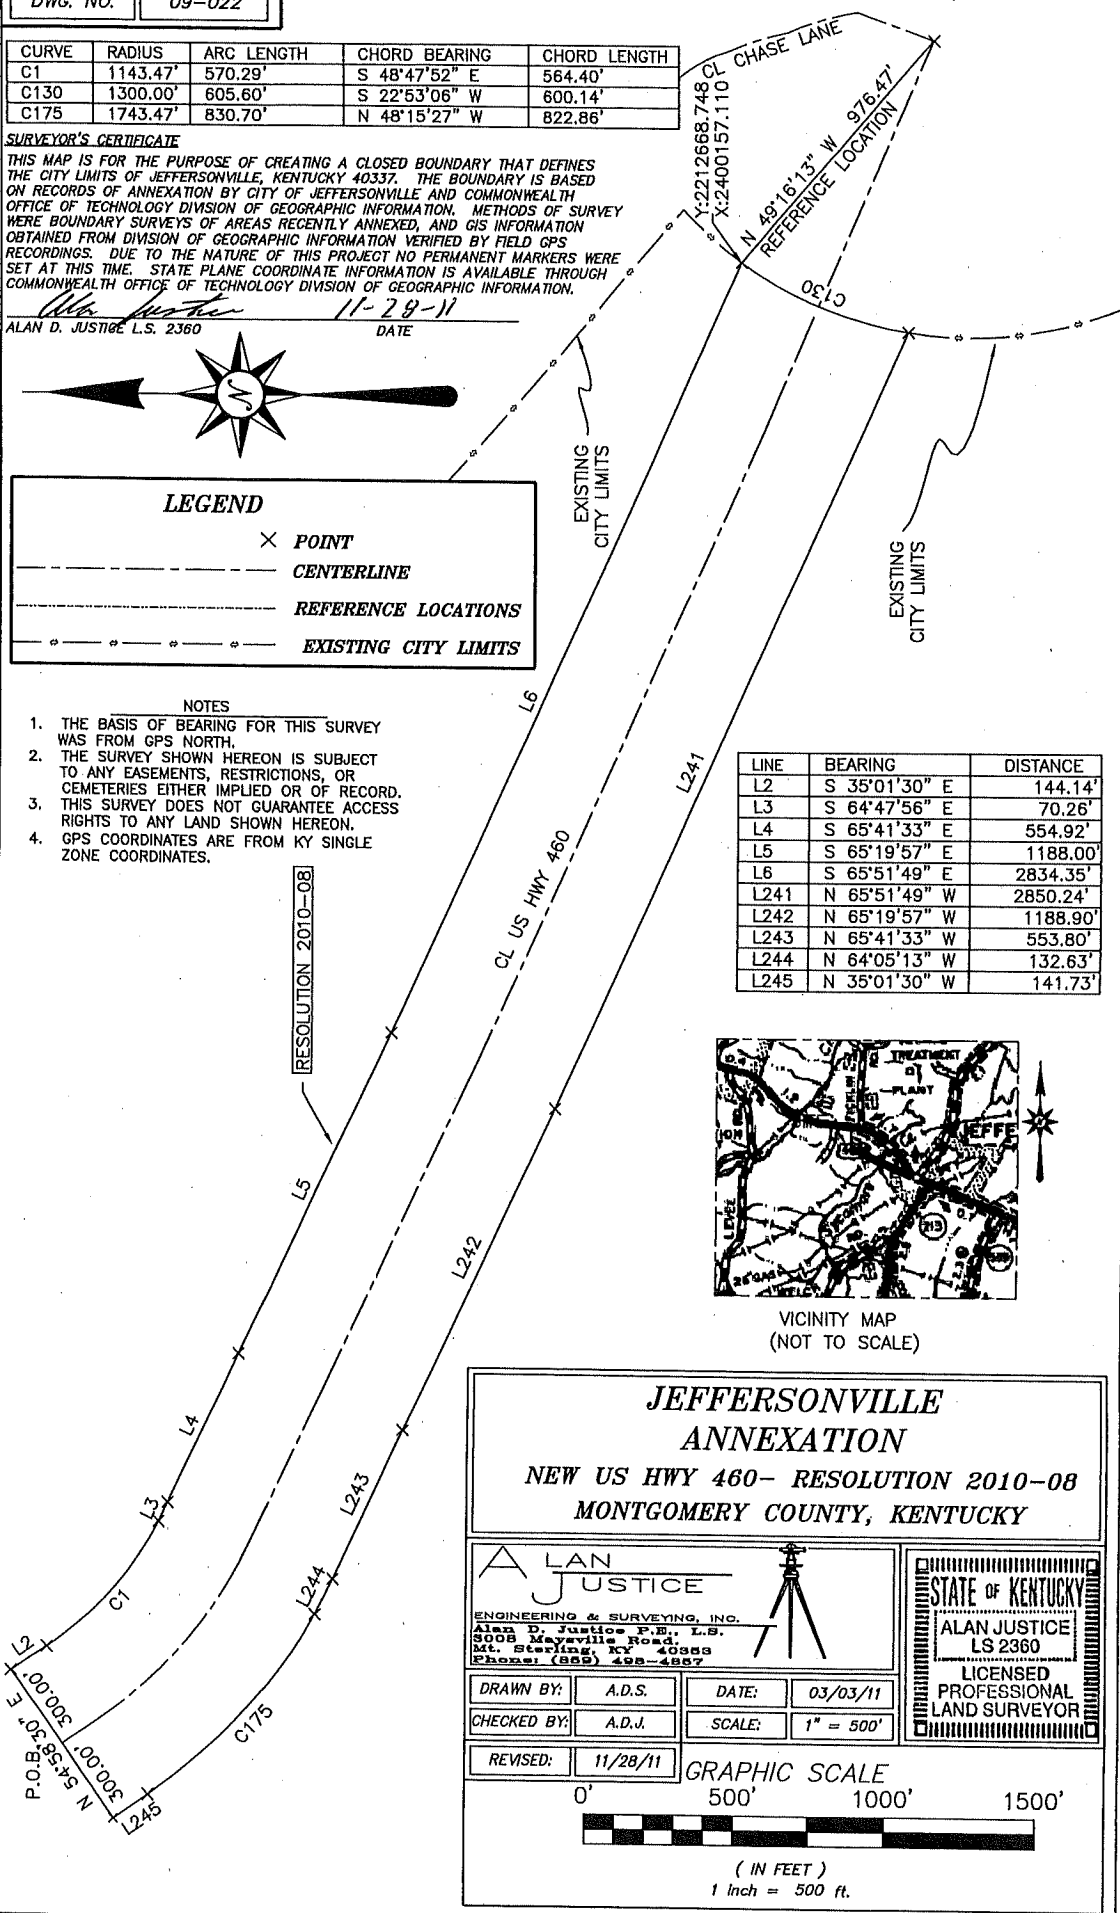 DWG. NO. 09-022
CURVE RADIUS ARC LENGTH CHORD BEARING CHORD LENGTH
C1 1143.47' 570.29' S 48°47'52" E 564.40'
C130 1300.00' 605.60' S 22°53'06" W 600.14'
C175 1743.47' 830.70' N 48°15'27" W 822.86'
SURVEYOR'S CERTIFICATE
THIS MAP IS FOR THE PURPOSE OF CREATING A CLOSED BOUNDARY THAT DEFINES
THE CITY LIMITS OF JEFFERSONVILLE, KENTUCKY 40337. THE BOUNDARY IS BASED
ON RECORDS OF ANNEXATION BY CITY OF JEFFERSONVILLE AND COMMONWEALTH
OFFICE OF TECHNOLOGY DIVISION OF GEOGRAPHIC INFORMATION. METHODS OF SURVEY
WERE BOUNDARY SURVEYS OF AREAS RECENTLY ANNEXED, AND GIS INFORMATION
OBTAINED FROM DIVISION OF GEOGRAPHIC INFORMATION VERIFIED BY FIELD GPS
RECORDINGS. DUE TO THE NATURE OF THIS PROJECT NO PERMANENT MARKERS WERE
SET AT THIS TIME. STATE PLANE COORDINATE INFORMATION IS AVAILABLE THROUGH
COMMONWEALTH OFFICE OF TECHNOLOGY DIVISION OF GEOGRAPHIC INFORMATION.
11-28-11
ALAN D. JUSTICE L.S. 2360 DATE
N
CL CHASE LANE
Y:2212668.748
X:2400157.110
N 49°16'13" W 976.47'
REFERENCE LOCATION
C130
EXISTING
CITY LIMITS
EXISTING
CITY LIMITS
LEGEND
POINT
CENTERLINE
REFERENCE LOCATIONS
EXISTING CITY LIMITS
NOTES
1. THE BASIS OF BEARING FOR THIS SURVEY
WAS FROM GPS NORTH.
2. THE SURVEY SHOWN HEREON IS SUBJECT
TO ANY EASEMENTS, RESTRICTIONS, OR
CEMETERIES EITHER IMPLIED OR OF RECORD.
3. THIS SURVEY DOES NOT GUARANTEE ACCESS
RIGHTS TO ANY LAND SHOWN HEREON.
4. GPS COORDINATES ARE FROM KY SINGLE
ZONE COORDINATES.
RESOLUTION 2010-08
L6
L241
CL US HWY 460
L5
L242
L4
L243
L3
L244
C1
C175
L2
L245
P.O.B.
N 54°58'30" E
300.00'
300.00'
LINE BEARING DISTANCE
L2 S 35°01'30" E 144.14'
L3 S 64°47'56" E 70.26'
L4 S 65°41'33" E 554.92'
L5 S 65°19'57" E 1188.00'
L6 S 65°51'49" E 2834.35'
L241 N 65°51'49" W 2850.24'
L242 N 65°19'57" W 1188.90'
L243 N 65°41'33" W 553.80'
L244 N 64°05'13" W 132.63'
L245 N 35°01'30" W 141.73'
TREATMENT
PLANT
JEFFE
LEVEE
213
VICINITY MAP
(NOT TO SCALE)
JEFFERSONVILLE
ANNEXATION
NEW US HWY 460- RESOLUTION 2010-08
MONTGOMERY COUNTY, KENTUCKY
ALAN
JUSTICE
ENGINEERING & SURVEYING, INC.
Alan D. Justice P.E., L.S.
5008 Maysville Road.
Mt. Sterling, KY 40353
Phone: (859) 498-4857
STATE OF KENTUCKY
ALAN JUSTICE
LS 2360
LICENSED
PROFESSIONAL
LAND SURVEYOR
DRAWN BY: A.D.S. DATE: 03/03/11
CHECKED BY: A.D.J. SCALE: 1" = 500'
REVISED: 11/28/11
GRAPHIC SCALE
0' 500' 1000' 1500'
( IN FEET )
1 inch = 500 ft.